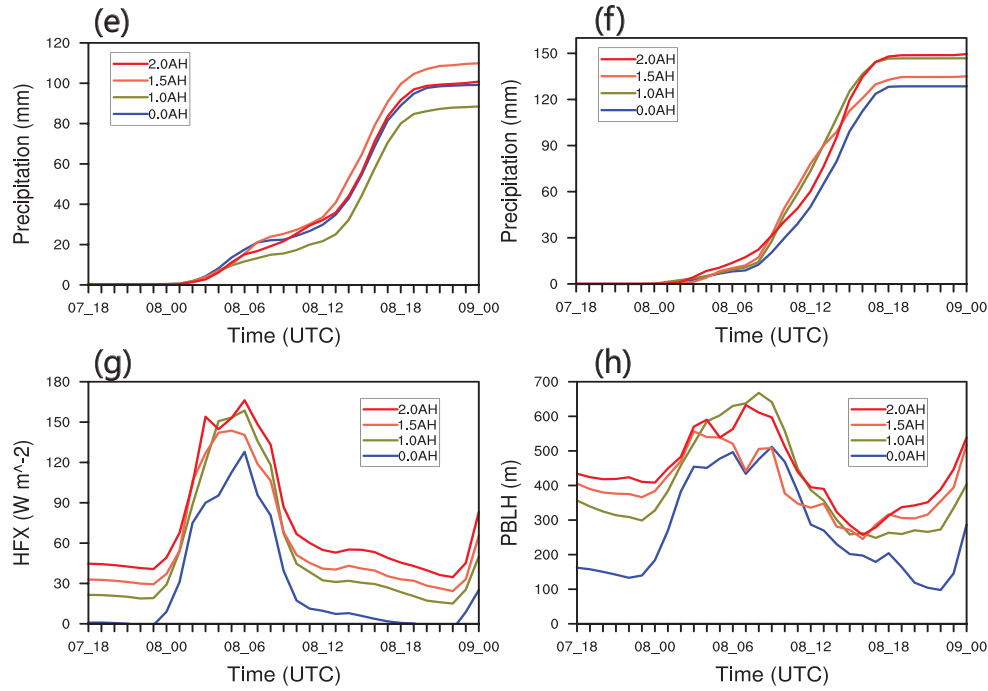 (e)
Precipitation (mm)
120
100
80
60
40
20
0
2.0AH
1.5AH
1.0AH
0.0AH
07_18
08_00
08_06
08_12
08_18
09_00
Time (UTC)
(f)
Precipitation (mm)
150
120
90
60
30
0
2.0AH
1.5AH
1.0AH
0.0AH
07_18
08_00
08_06
08_12
08_18
09_00
Time (UTC)
(g)
HFX (W m^-2)
180
150
120
90
60
30
0
2.0AH
1.5AH
1.0AH
0.0AH
07_18
08_00
08_06
08_12
08_18
09_00
Time (UTC)
(h)
PBLH (m)
700
600
500
400
300
200
100
0
2.0AH
1.5AH
1.0AH
0.0AH
07_18
08_00
08_06
08_12
08_18
09_00
Time (UTC)